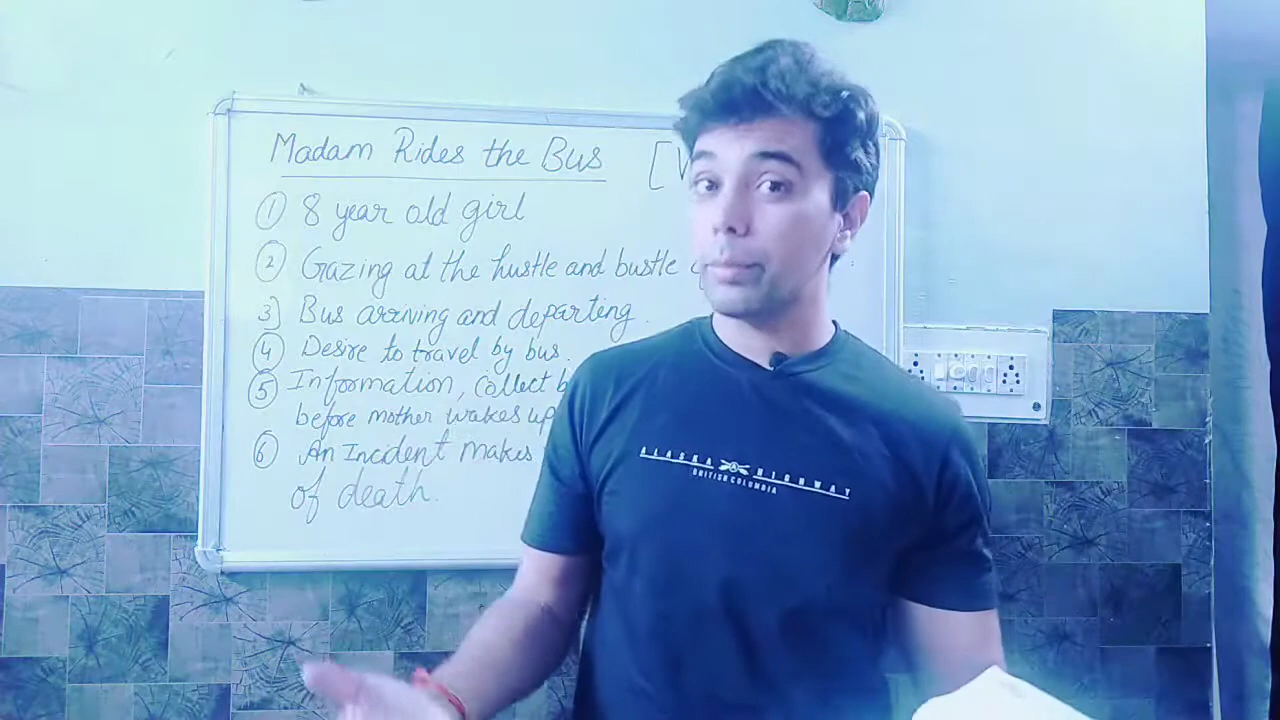 Madam Rides the Bus [V
① 8 year old girl
② Gazing at the hustle and bustle
3) Bus arriving and departing.
④ Desire to travel by bus.
⑤ Information, collect
before mother wakes up
⑥ An Incident makes
of death.
ALASKA HIGHWAY
BRITISH COLUMBIA